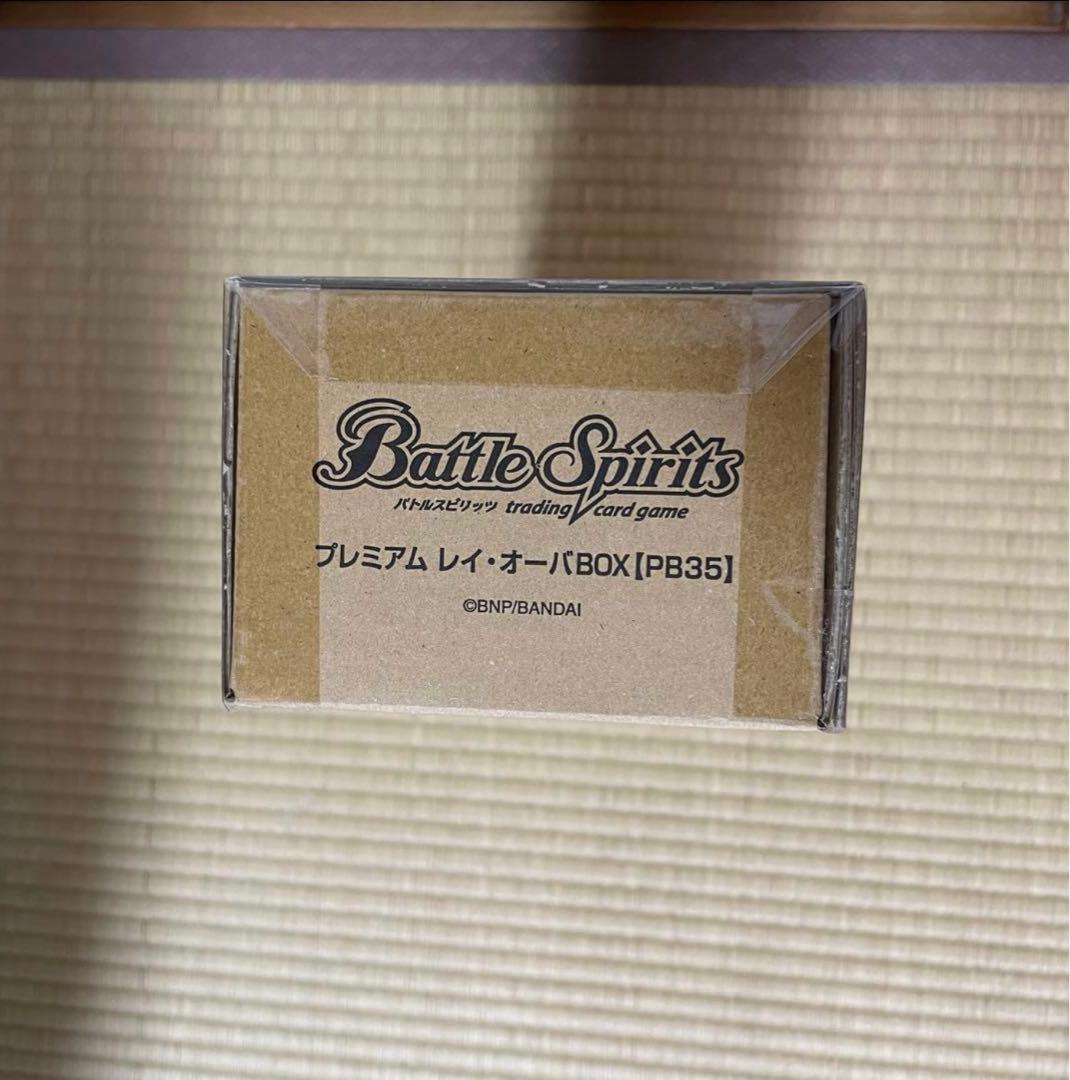 Battle Spirits
バトルスピリッツ trading card game
プレミアム レイ・オーバBOX【PB35】
©BNP/BANDAI